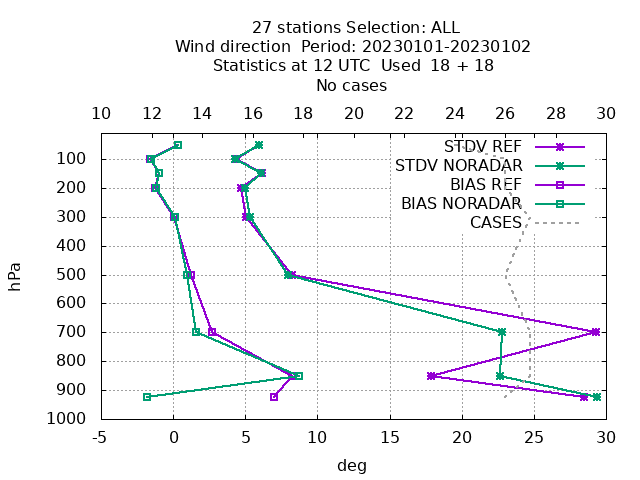 27 stations Selection: ALL
Wind direction  Period: 20230101-20230102
Statistics at 12 UTC  Used  18 + 18
No cases
10 12 14 16 18 20 22 24 26 28 30
STDV REF
STDV NORADAR
BIAS REF
BIAS NORADAR
CASES
100
200
300
400
500
600
700
800
900
1000
hPa
-5 0 5 10 15 20 25 30
deg